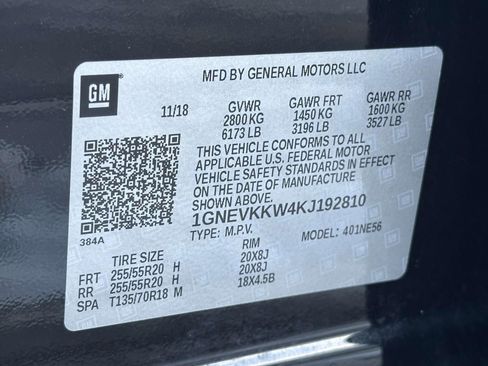 GM
MFD BY GENERAL MOTORS LLC
11/18 GVWR GAWR FRT GAWR RR
2800 KG 1450 KG 1600 KG
6173 LB 3196 LB 3527 LB
THIS VEHICLE CONFORMS TO ALL
APPLICABLE U.S. FEDERAL MOTOR
VEHICLE SAFETY STANDARDS IN
EFFECT ON THE DATE OF MANUFACTURE
SHOWN ABOVE.
1GNEVKKW4KJ192810
384A
TYPE: M.P.V. MODEL: 401NE56
TIRE SIZE RIM
FRT 255/55R20 H 20X8J
RR 255/55R20 H 20X8J
SPA T135/70R18 M 18X4.5B